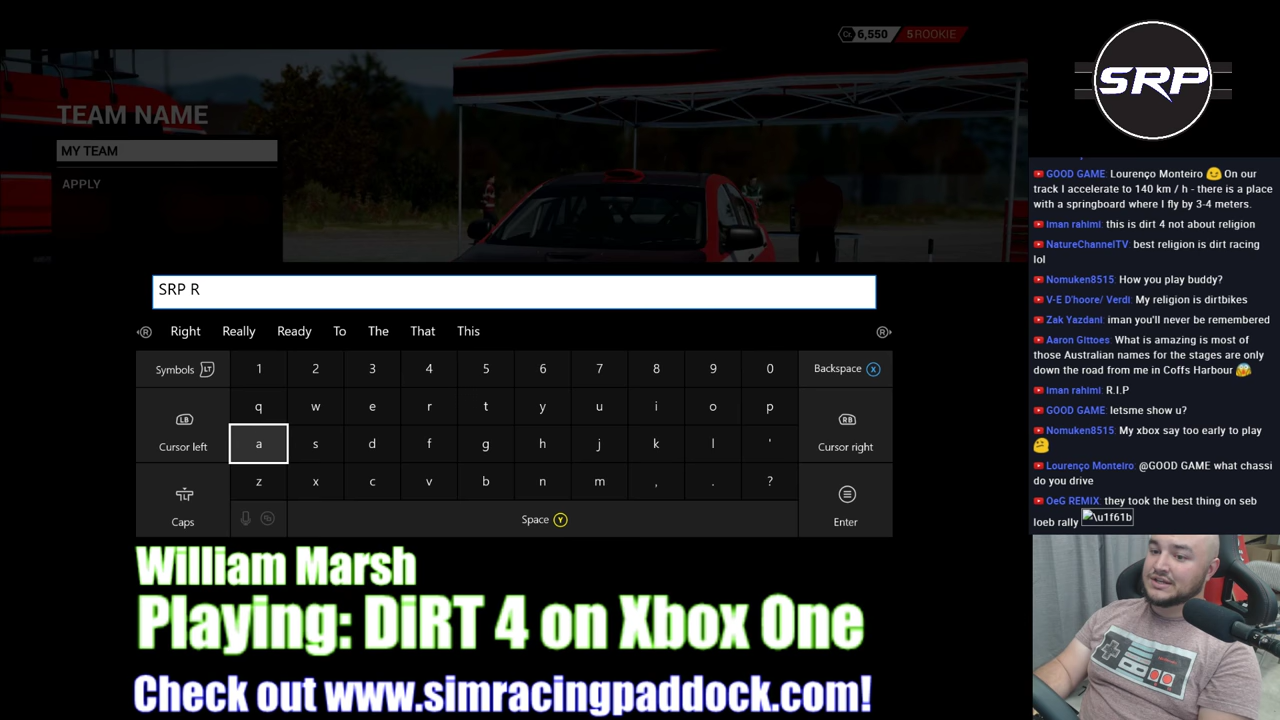 6,550
5 ROOKIE
TEAM NAME
MY TEAM
APPLY
SRP R
Right Really Ready To The That This
Symbols LT 1 2 3 4 5 6 7 8 9 0 Backspace X
LB q w e r t y u i o p RB
Cursor left a s d f g h j k l ' Cursor right
z x c v b n m , . ?
Caps Space Y Enter
William Marsh
Playing: DiRT 4 on Xbox One
Check out www.simracingpaddock.com!
SRP
GOOD GAME: Lourenço Monteiro 😉 On our
track I accelerate to 140 km / h - there is a place
with a springboard where I fly by 3-4 meters.
iman rahimi: this is dirt 4 not about religion
NatureChannelTV: best religion is dirt racing
lol
Nomuken8515: How you play buddy?
V-E D'hoore/ Verdi: My religion is dirtbikes
Zak Yazdani: iman you'll never be remembered
Aaron Gittoes: What is amazing is most of
those Australian names for the stages are only
down the road from me in Coffs Harbour 😱
iman rahimi: R.I.P
GOOD GAME: letsme show u?
Nomuken8515: My xbox say too early to play
🤔
Lourenço Monteiro: @GOOD GAME what chassi
do you drive
OeG REMIX: they took the best thing on seb
loeb rally \u1f61b